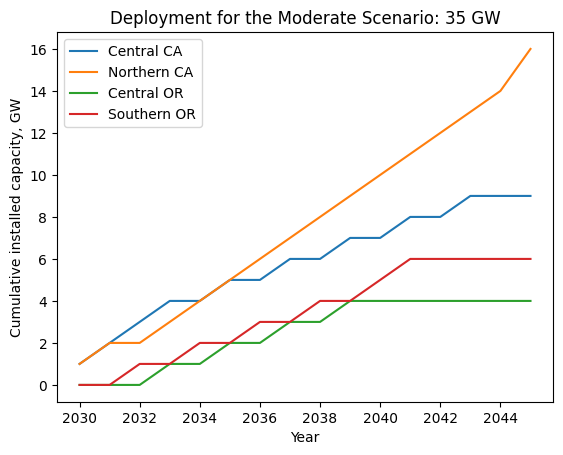 Deployment for the Moderate Scenario: 35 GW
Central CA
Northern CA
Central OR
Southern OR
Cumulative installed capacity, GW
16
14
12
10
8
6
4
2
0
2030 2032 2034 2036 2038 2040 2042 2044
Year